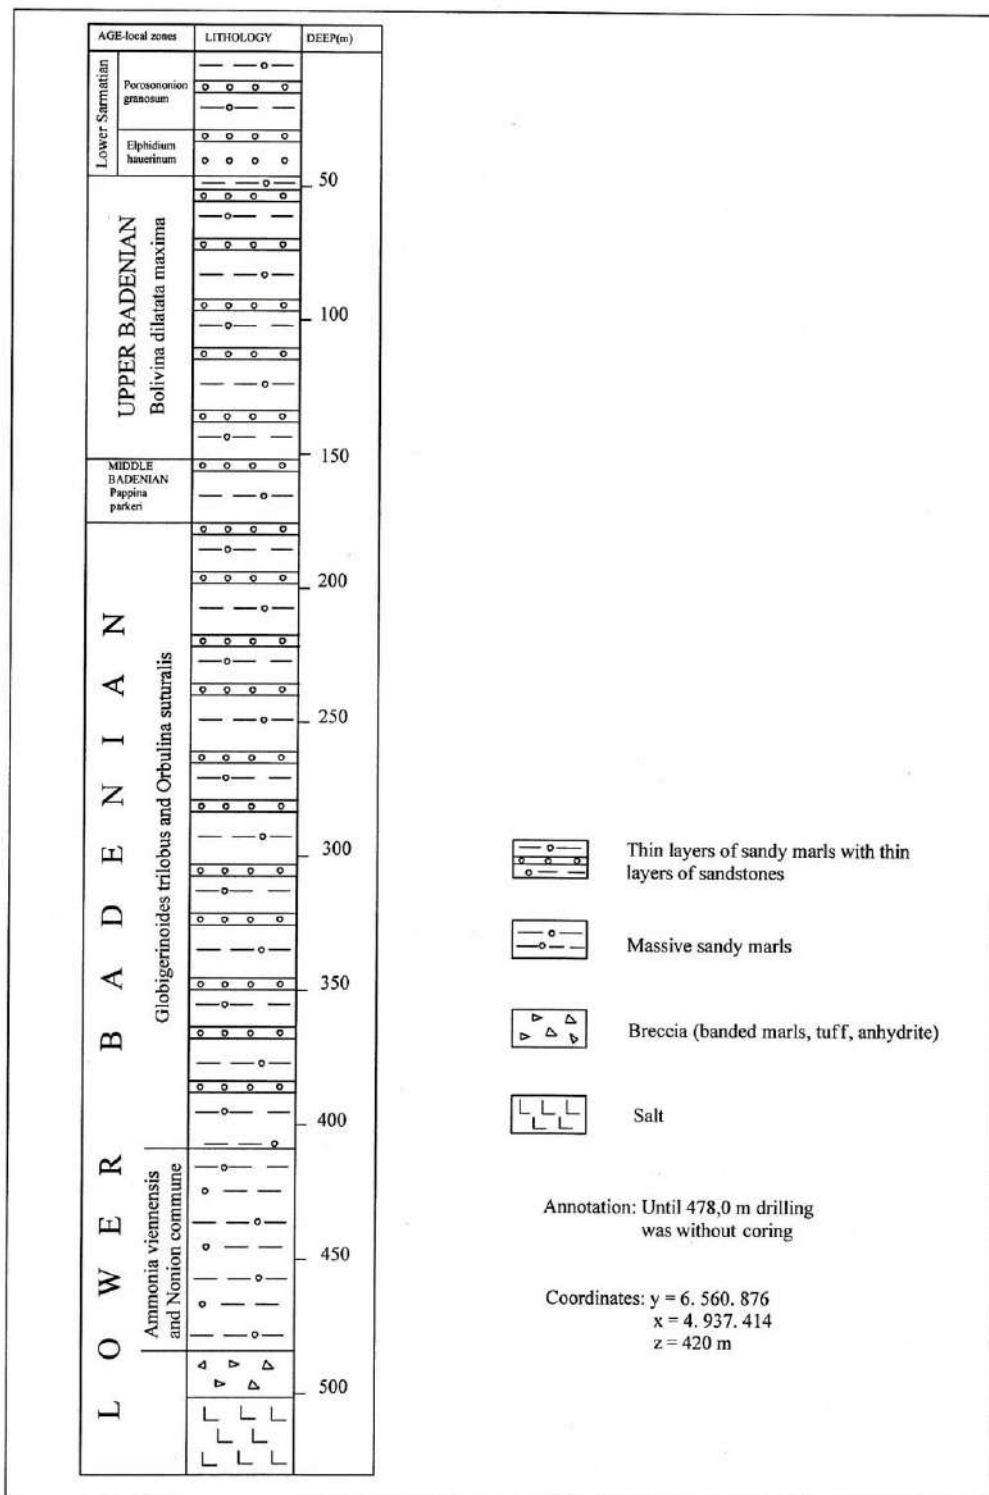 AGE-local zones LITHOLOGY DEEP(m)
Lower Sarmatian
Porosononion
granosum
Elphidium
hauerinum
50
UPPER BADENIAN
Bolivina dilatata maxima
100
150
MIDDLE
BADENIAN
Pappina
parkeri
LOWER BADENIAN
Globigerinoides trilobus and Orbulina suturalis
200
250
300
350
400
Ammonia viennensis
and Nonion commune
450
500
Thin layers of sandy marls with thin
layers of sandstones
Massive sandy marls
Breccia (banded marls, tuff, anhydrite)
Salt
Annotation: Until 478,0 m drilling
was without coring
Coordinates: y = 6. 560. 876
x = 4. 937. 414
z = 420 m